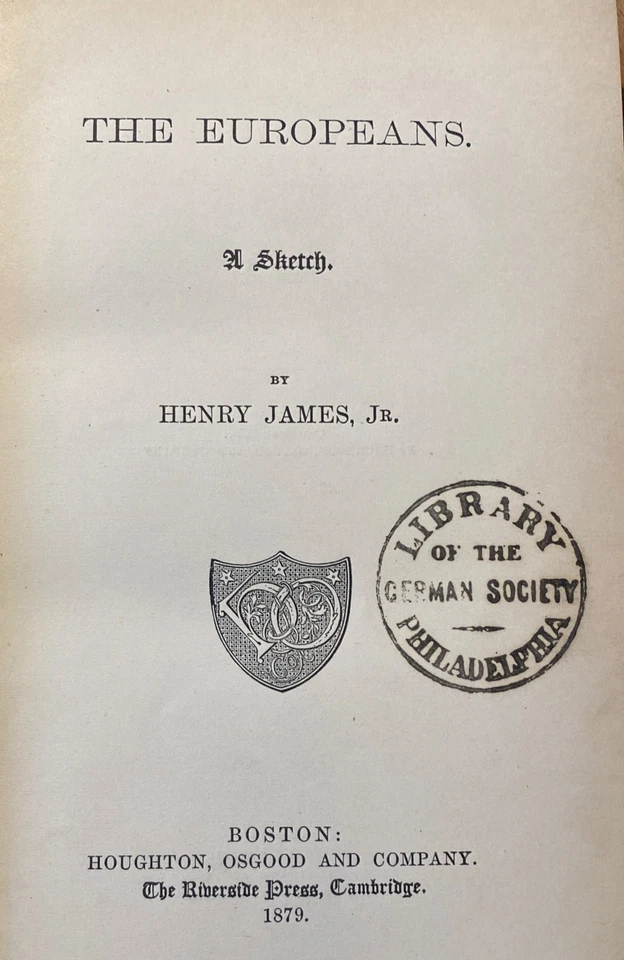 THE EUROPEANS.
A Sketch.
BY
HENRY JAMES, JR.
LIBRARY
OF THE
GERMAN SOCIETY
PHILADELPHIA
BOSTON:
HOUGHTON, OSGOOD AND COMPANY.
The Riverside Press, Cambridge.
1879.